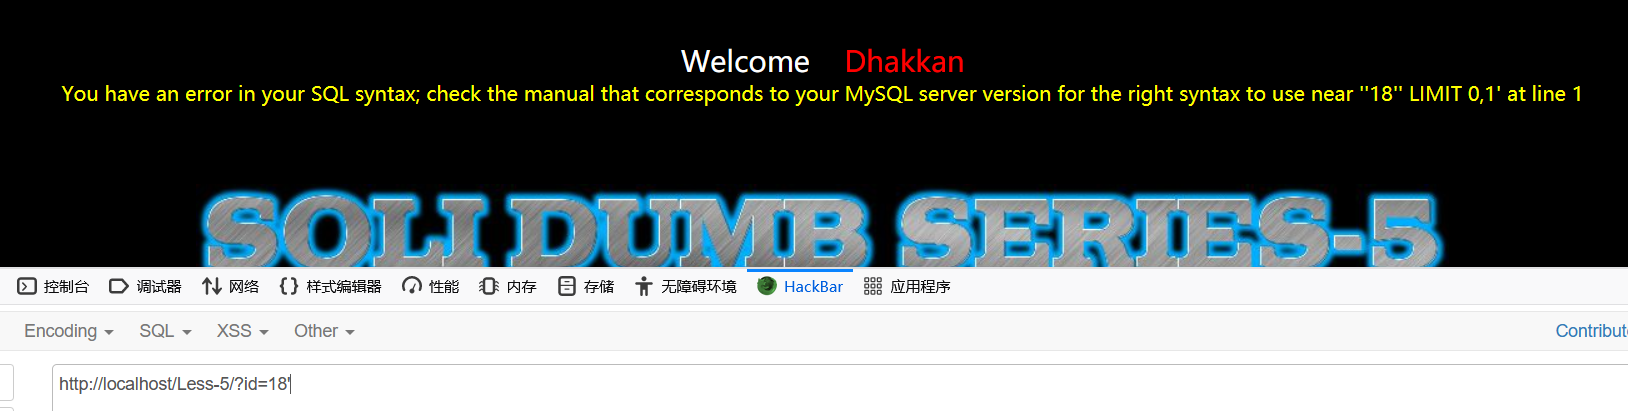 Welcome Dhakkan
You have an error in your SQL syntax; check the manual that corresponds to your MySQL server version for the right syntax to use near ''18'' LIMIT 0,1' at line 1
SQLI DUMB SERIES-5
控制台 调试器 网络 样式编辑器 性能 内存 存储 无障碍环境 HackBar 应用程序
Encoding SQL XSS Other Contribut
http://localhost/Less-5/?id=18'